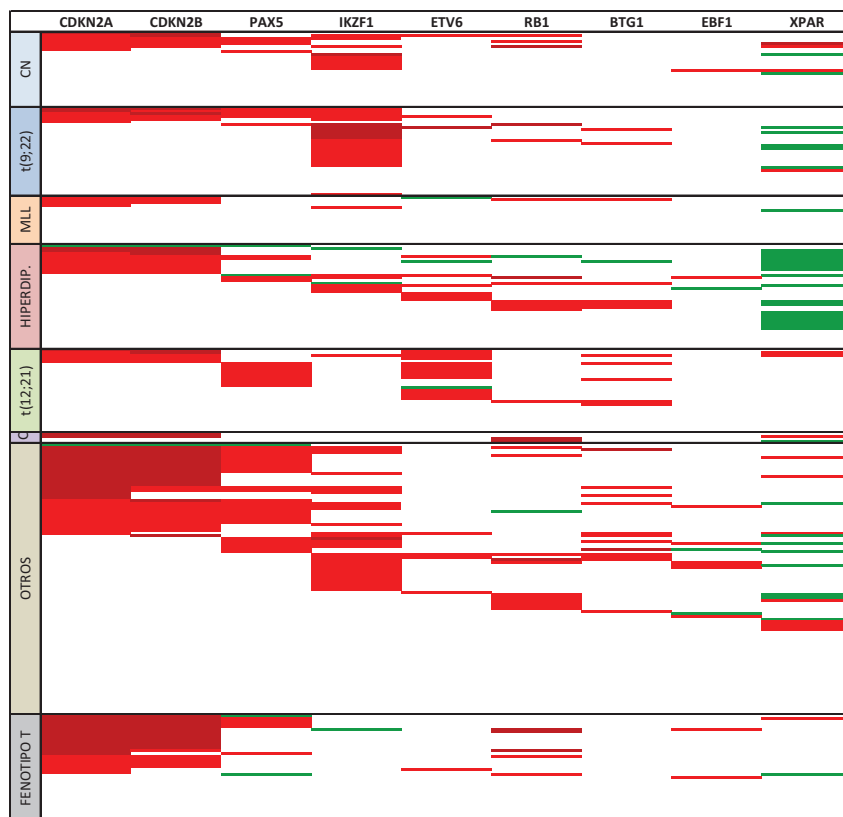 CDKN2A CDKN2B PAX5 IKZF1 ETV6 RB1 BTG1 EBF1 XPAR
CN
t(9;22)
MLL
HIPERDIP.
t(12;21)
OTROS
FENOTIPO T